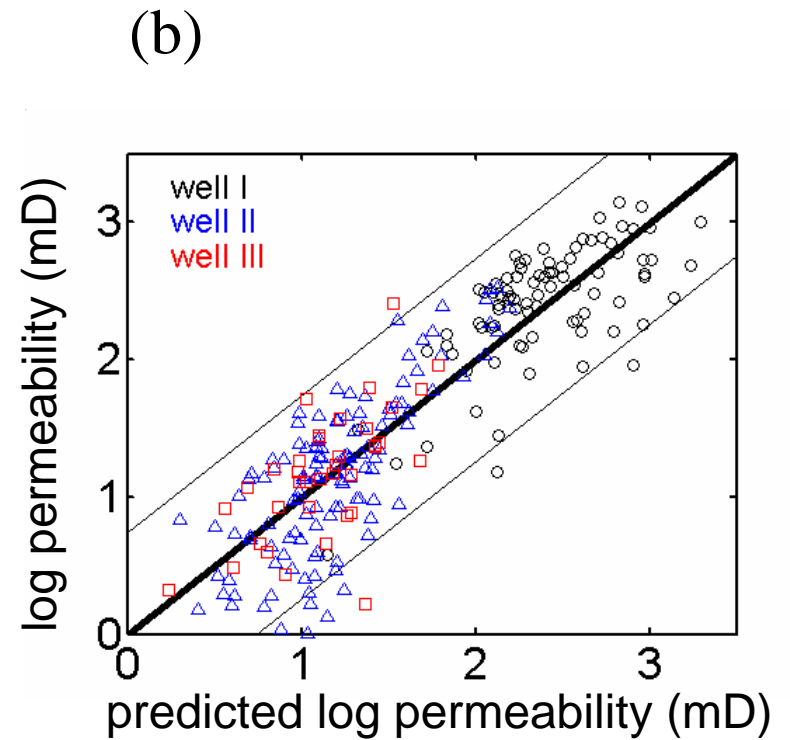 (b)
well I
well II
well III
3
2
1
0
0 1 2 3
log permeability (mD)
predicted log permeability (mD)